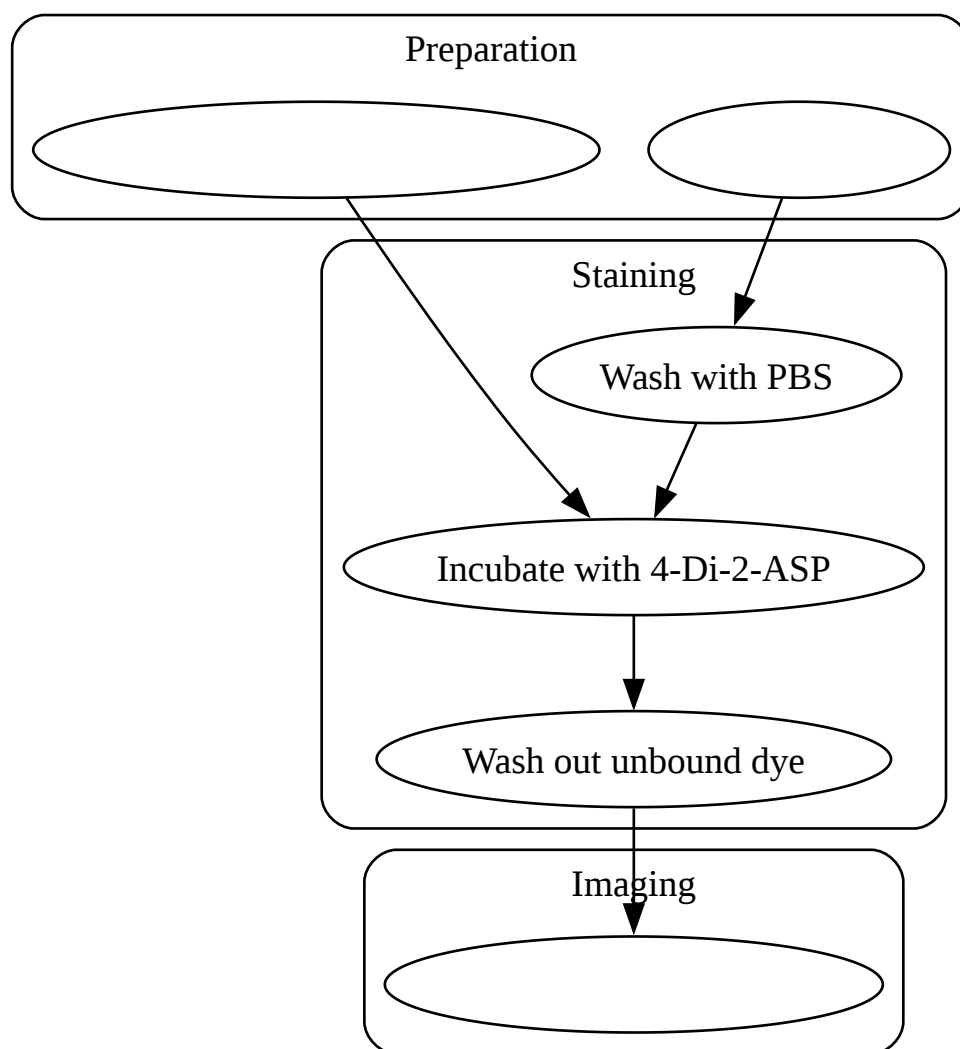 Preparation
Staining
Wash with PBS
Incubate with 4-Di-2-ASP
Wash out unbound dye
Imaging